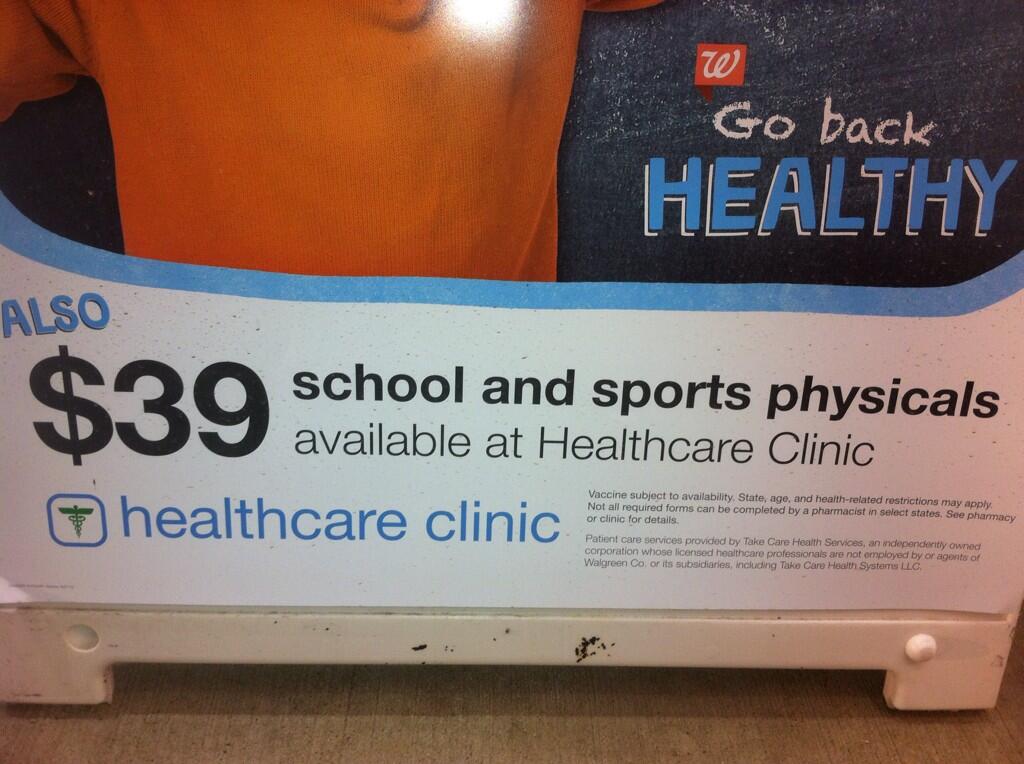 W
Go back
HEALTHY
ALSO
$39 school and sports physicals
available at Healthcare Clinic
healthcare clinic
Vaccine subject to availability. State, age, and health-related restrictions may apply.
Not all required forms can be completed by a pharmacist in select states. See pharmacy
or clinic for details.
Patient care services provided by Take Care Health Services, an independently owned
corporation whose licensed healthcare professionals are not employed by or agents of
Walgreen Co. or its subsidiaries, including Take Care Health Systems LLC.